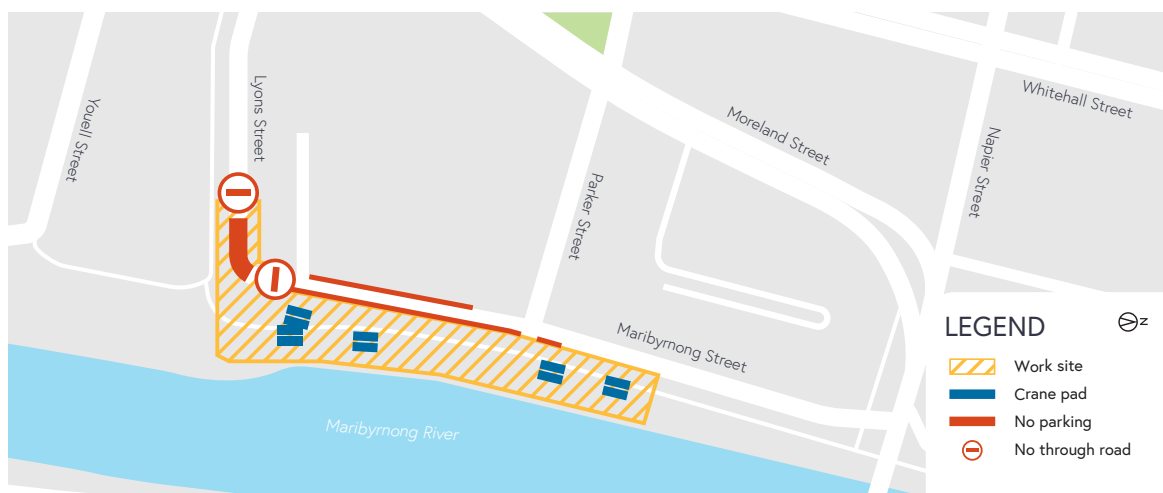 Youell Street
Lyons Street
Parker Street
Moreland Street
Napier Street
Whitehall Street
Maribyrnong Street
Maribyrnong River
LEGEND
N
Work site
Crane pad
No parking
No through road